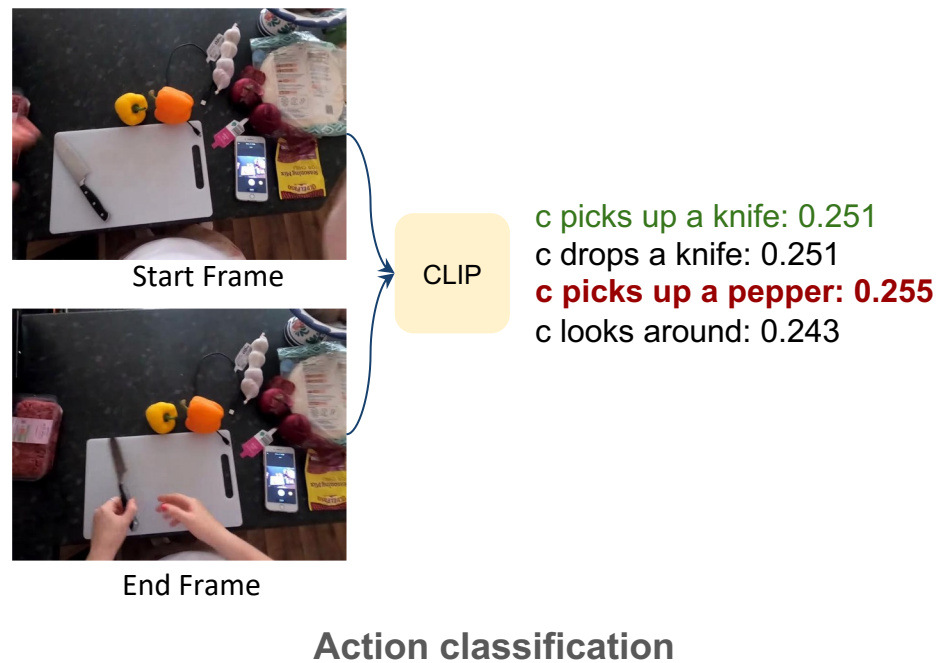 Start Frame
CLIP
c picks up a knife: 0.251
c drops a knife: 0.251
c picks up a pepper: 0.255
c looks around: 0.243
End Frame
Action classification